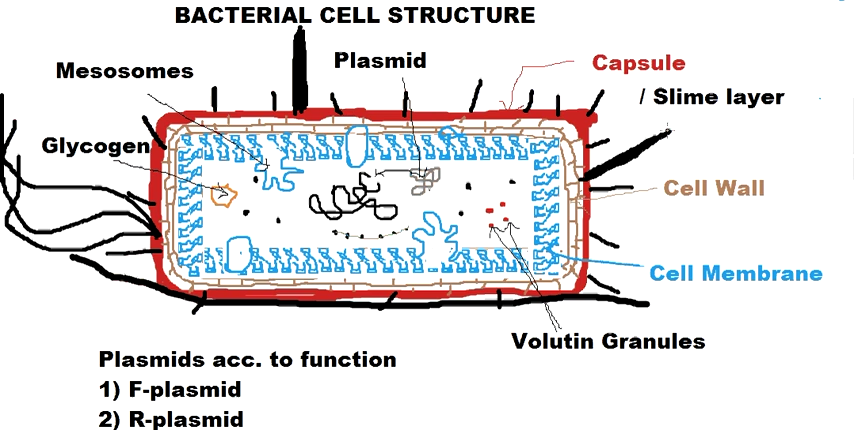 BACTERIAL CELL STRUCTURE
Mesosomes
Plasmid
Capsule
/ Slime layer
Glycogen
Cell Wall
Cell Membrane
Volutin Granules
Plasmids acc. to function
1) F-plasmid
2) R-plasmid